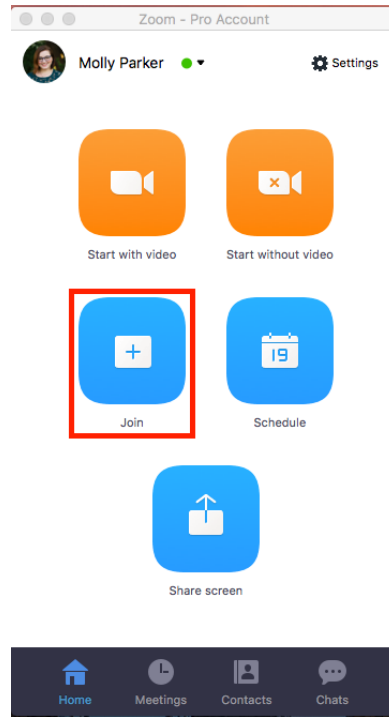 Zoom - Pro Account
Molly Parker
Settings
Start with video
Start without video
19
Join
Schedule
Share screen
Home
Meetings
Contacts
Chats